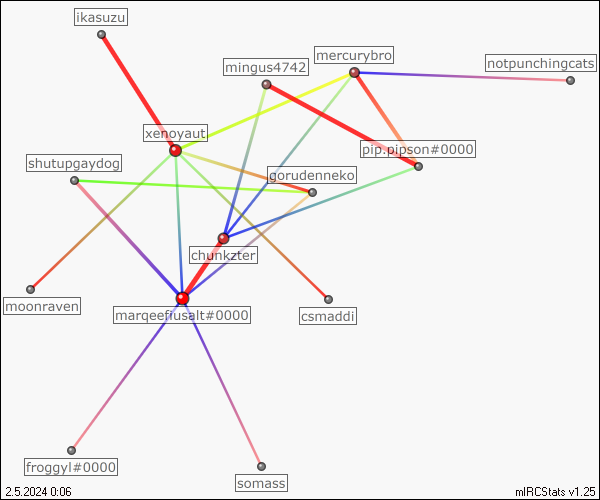 ikasuzu
mercurybro
mingus4742
notpunchingcats
xenoyaut
pip.pipson#0000
shutupgaydog
gorudenneko
chunkzter
moonraven
marqeefiusalt#0000
csmaddi
froggyl#0000
somass
2.5.2024 0:06
mIRCStats v1.25